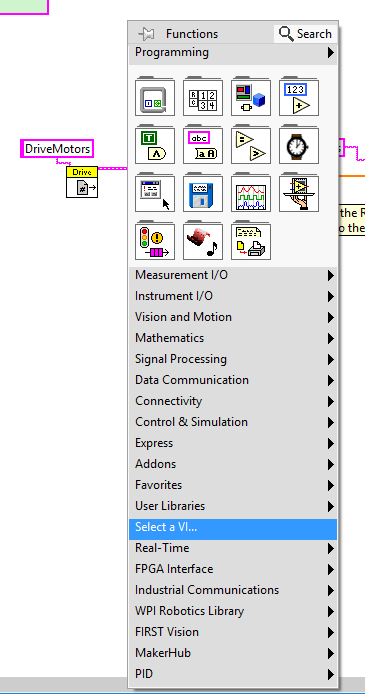 Functions
Search
Programming
123
abc
DriveMotors
Drive
the R
o the
Measurement I/O
Instrument I/O
Vision and Motion
Mathematics
Signal Processing
Data Communication
Connectivity
Control & Simulation
Express
Addons
Favorites
User Libraries
Select a VI...
Real-Time
FPGA Interface
Industrial Communications
WPI Robotics Library
FIRST Vision
MakerHub
PID